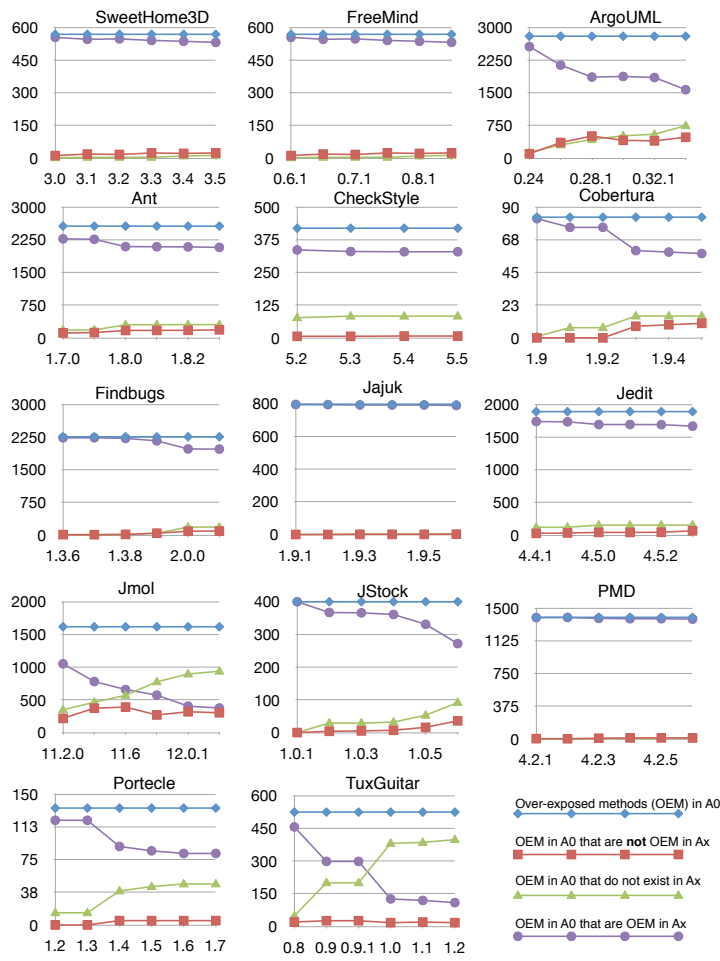 SweetHome3D
600
450
300
150
0
3.0 3.1 3.2 3.3 3.4 3.5
FreeMind
600
450
300
150
0
0.6.1 0.7.1 0.8.1
ArgoUML
3000
2250
1500
750
0
0.24 0.28.1 0.32.1
Ant
3000
2250
1500
750
0
1.7.0 1.8.0 1.8.2
CheckStyle
500
375
250
125
0
5.2 5.3 5.4 5.5
Cobertura
90
68
45
23
0
1.9 1.9.2 1.9.4
Findbugs
3000
2250
1500
750
0
1.3.6 1.3.8 2.0.0
Jajuk
800
600
400
200
0
1.9.1 1.9.3 1.9.5
Jedit
2000
1500
1000
500
0
4.4.1 4.5.0 4.5.2
Jmol
2000
1500
1000
500
0
11.2.0 11.6 12.0.1
JStock
400
300
200
100
0
1.0.1 1.0.3 1.0.5
PMD
1500
1125
750
375
0
4.2.1 4.2.3 4.2.5
Portecle
150
113
75
38
0
1.2 1.3 1.4 1.5 1.6 1.7
TuxGuitar
600
450
300
150
0
0.8 0.9 0.9.1 1.0 1.1 1.2
Over-exposed methods (OEM) in A0
OEM in A0 that are not OEM in Ax
OEM in A0 that do not exist in Ax
OEM in A0 that are OEM in Ax